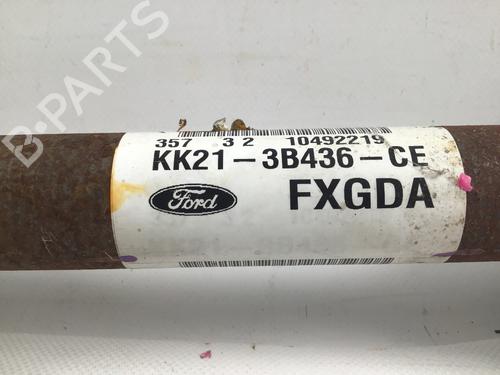 357 3 2 10492219
KK21-3B436-CE
Ford
FXGDA
B-PARTS